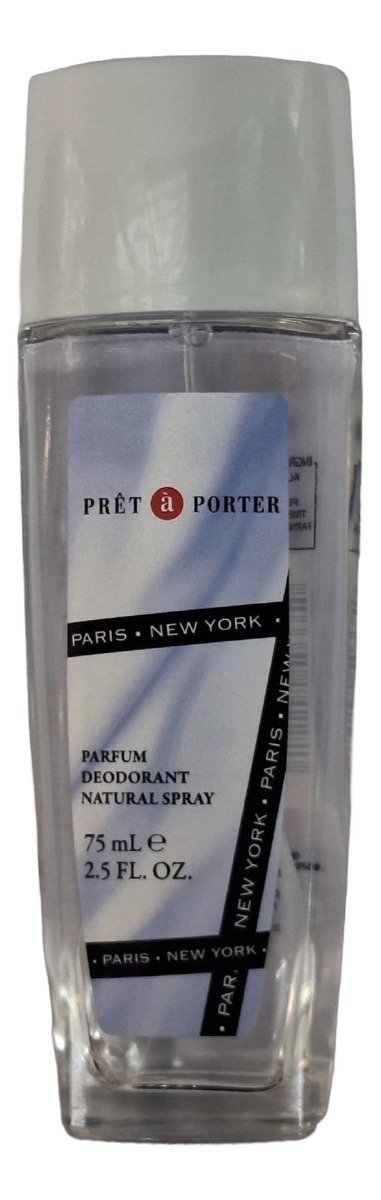 PRÊT à PORTER
PARIS • NEW YORK •
PARFUM
DEODORANT
NATURAL SPRAY
75 mL ℮
2.5 FL. OZ.
• PARIS • NEW YORK •
• PAR. NEW YORK • PARIS • NEW